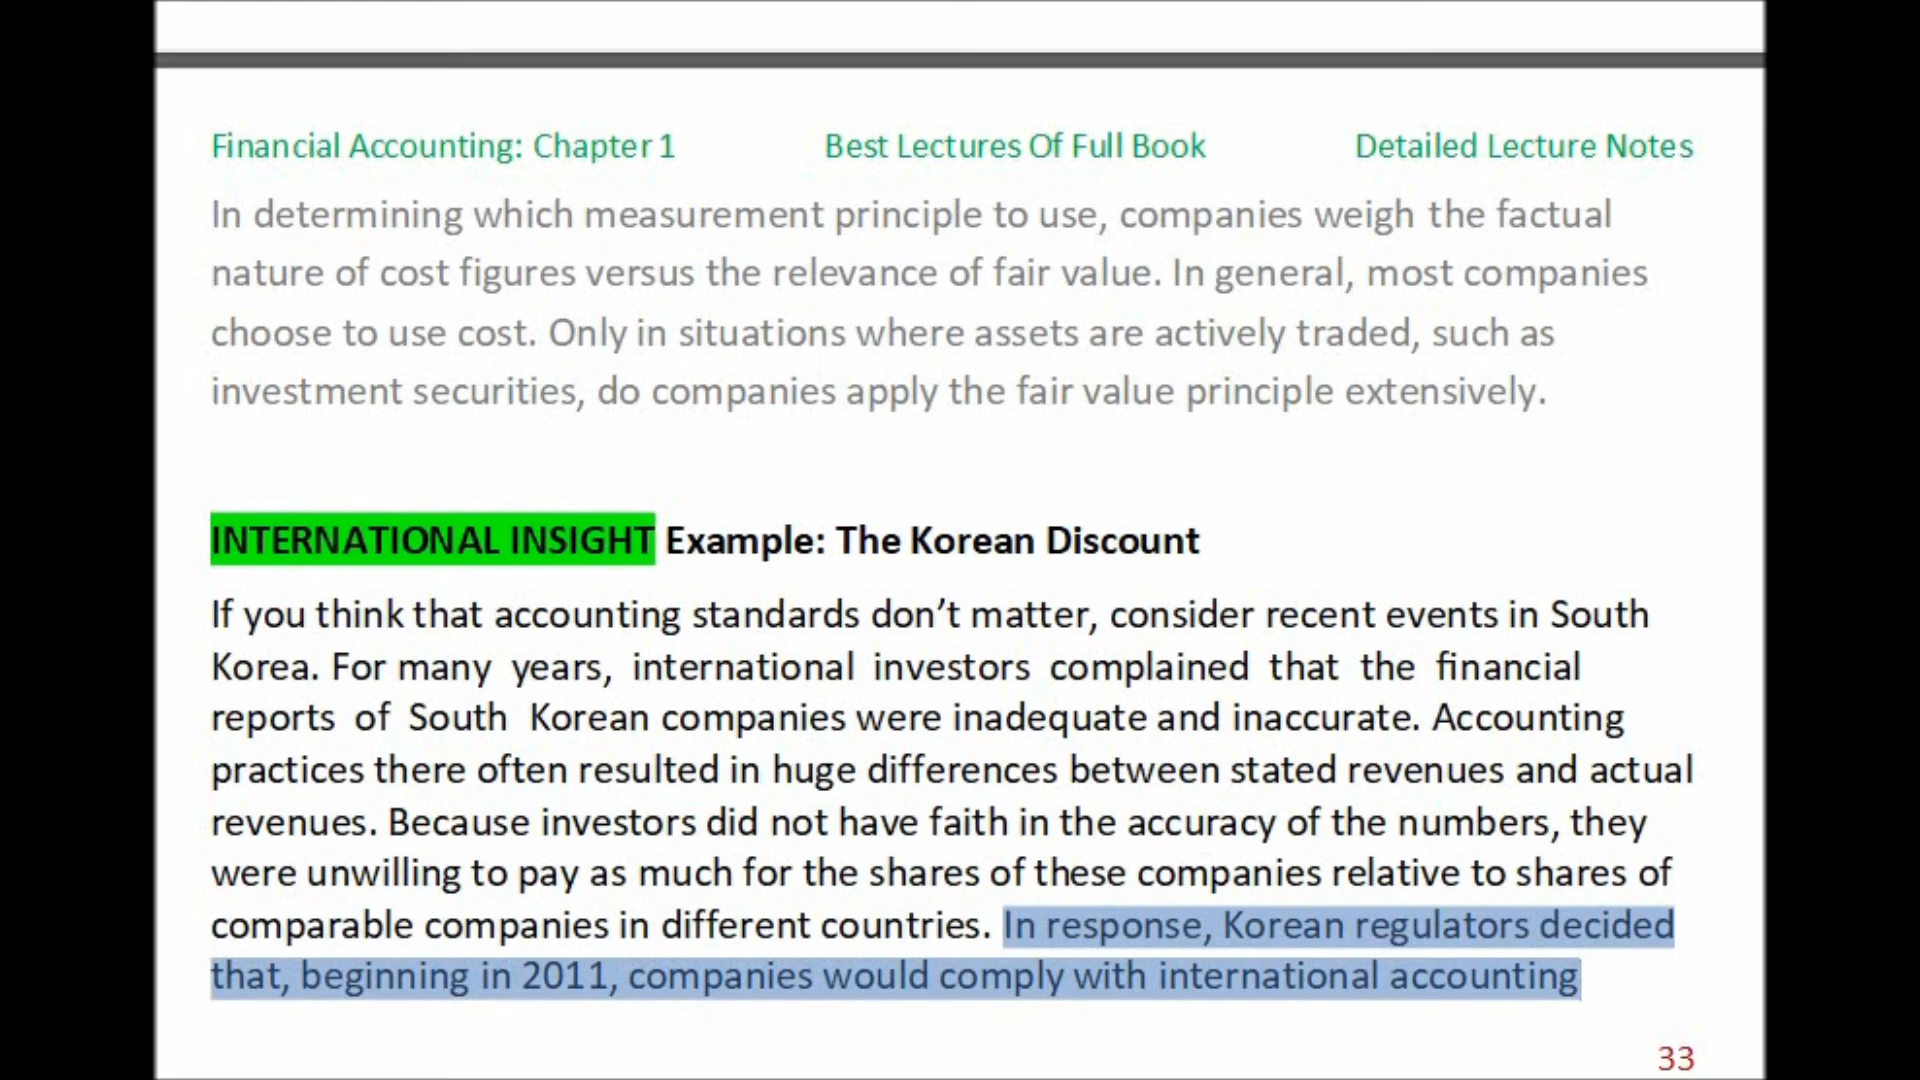 Financial Accounting: Chapter 1 Best Lectures Of Full Book Detailed Lecture Notes
In determining which measurement principle to use, companies weigh the factual
nature of cost figures versus the relevance of fair value. In general, most companies
choose to use cost. Only in situations where assets are actively traded, such as
investment securities, do companies apply the fair value principle extensively.
INTERNATIONAL INSIGHT Example: The Korean Discount
If you think that accounting standards don’t matter, consider recent events in South
Korea. For many years, international investors complained that the financial
reports of South Korean companies were inadequate and inaccurate. Accounting
practices there often resulted in huge differences between stated revenues and actual
revenues. Because investors did not have faith in the accuracy of the numbers, they
were unwilling to pay as much for the shares of these companies relative to shares of
comparable companies in different countries. In response, Korean regulators decided
that, beginning in 2011, companies would comply with international accounting
33